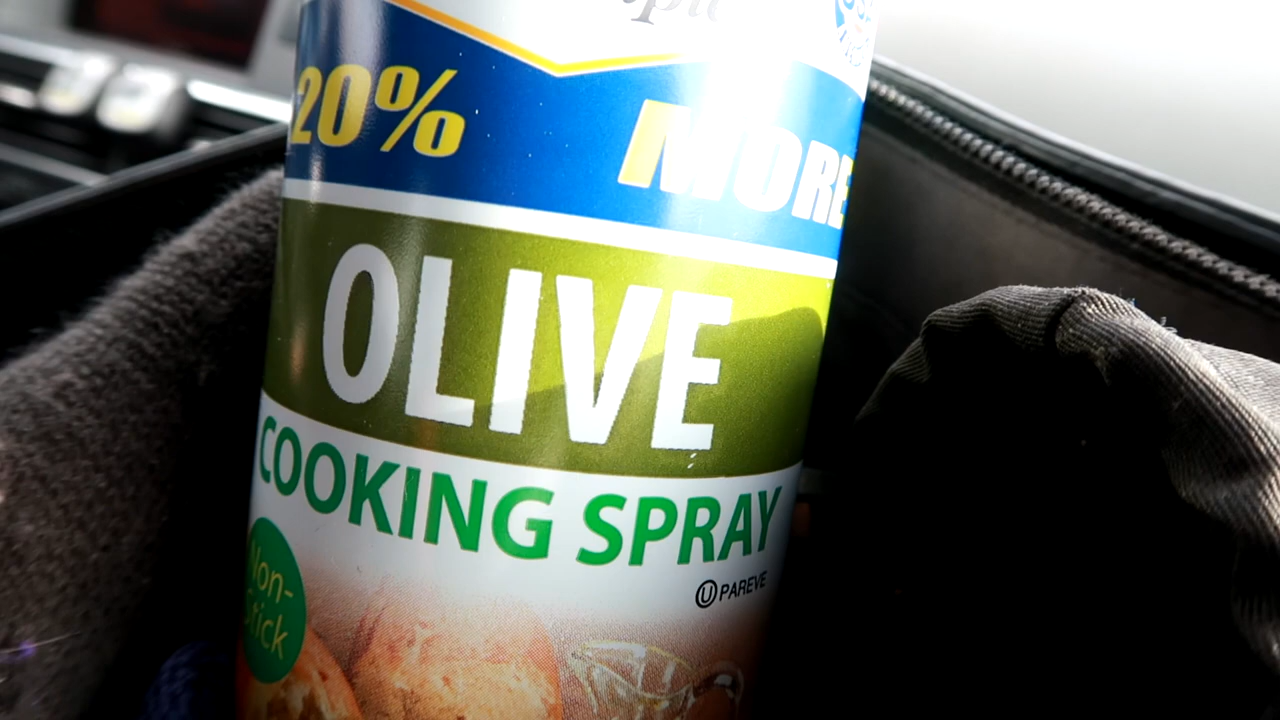 20% MORE
OLIVE
COOKING SPRAY
Non-
Stick
U PAREVE